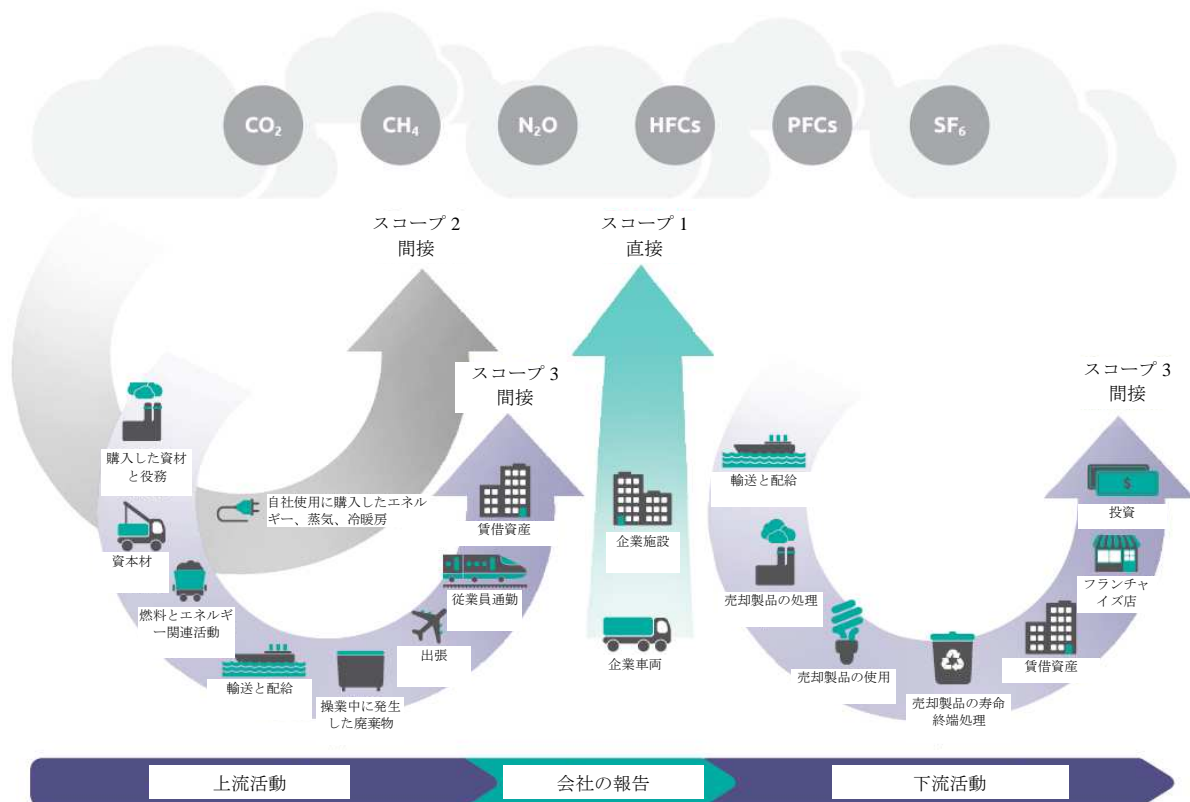 CO₂
CH₄
N₂O
HFCs
PFCs
SF₆
スコープ 2
間接
スコープ 1
直接
スコープ 3
間接
スコープ 3
間接
購入した資材
と役務
自社使用に購入したエネル
ギー、蒸気、冷暖房
資本材
燃料とエネルギ
ー関連活動
輸送と配給
操業中に発生
した廃棄物
出張
従業員通勤
賃借資産
企業施設
企業車両
輸送と配給
売却製品の処理
売却製品の使用
売却製品の寿命
終端処理
賃借資産
フランチャ
イズ店
$
投資
上流活動
会社の報告
下流活動